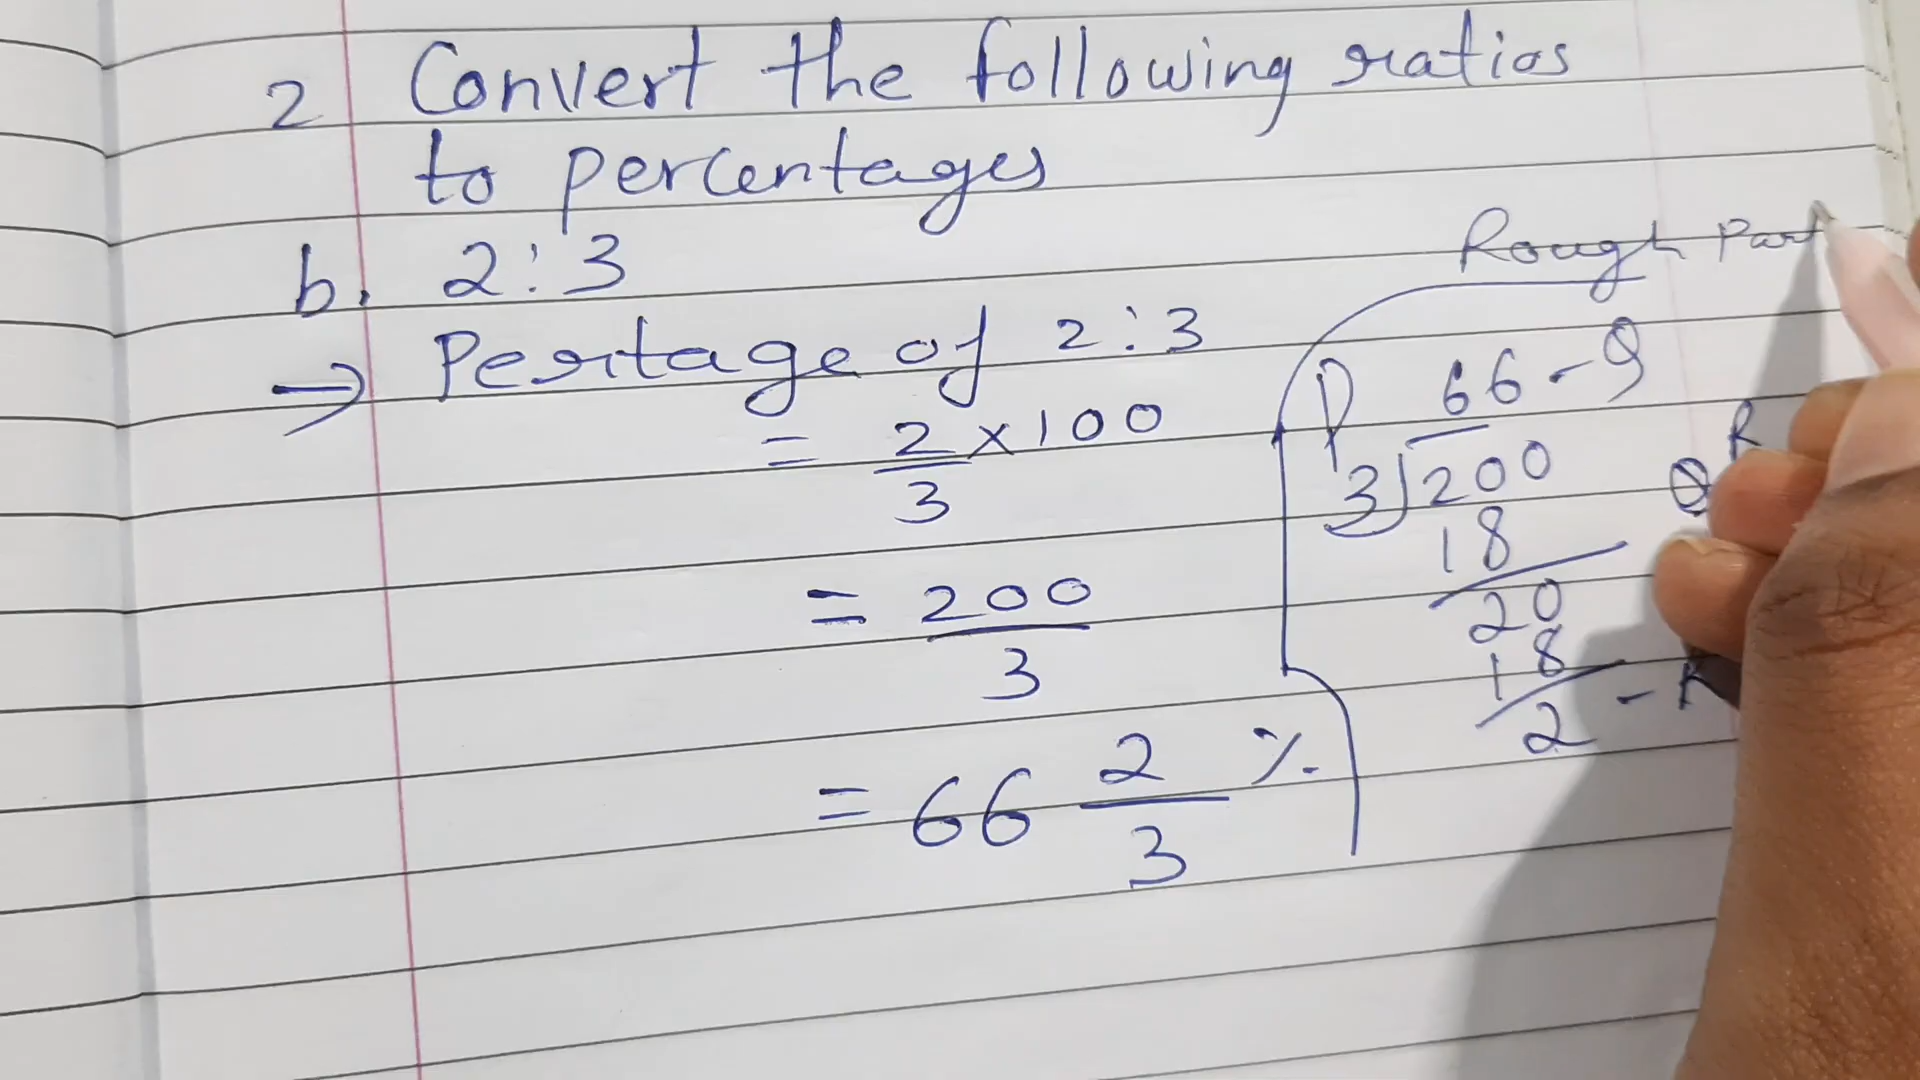 2 Convert the following ratios
to percentages
b. 2:3
→ Pertage of 2:3
= 2/3 × 100
= 200/3
= 66 2/3 %
Rough Part
D 66 - Q
3)200
18
20
18
2 - R
Q R